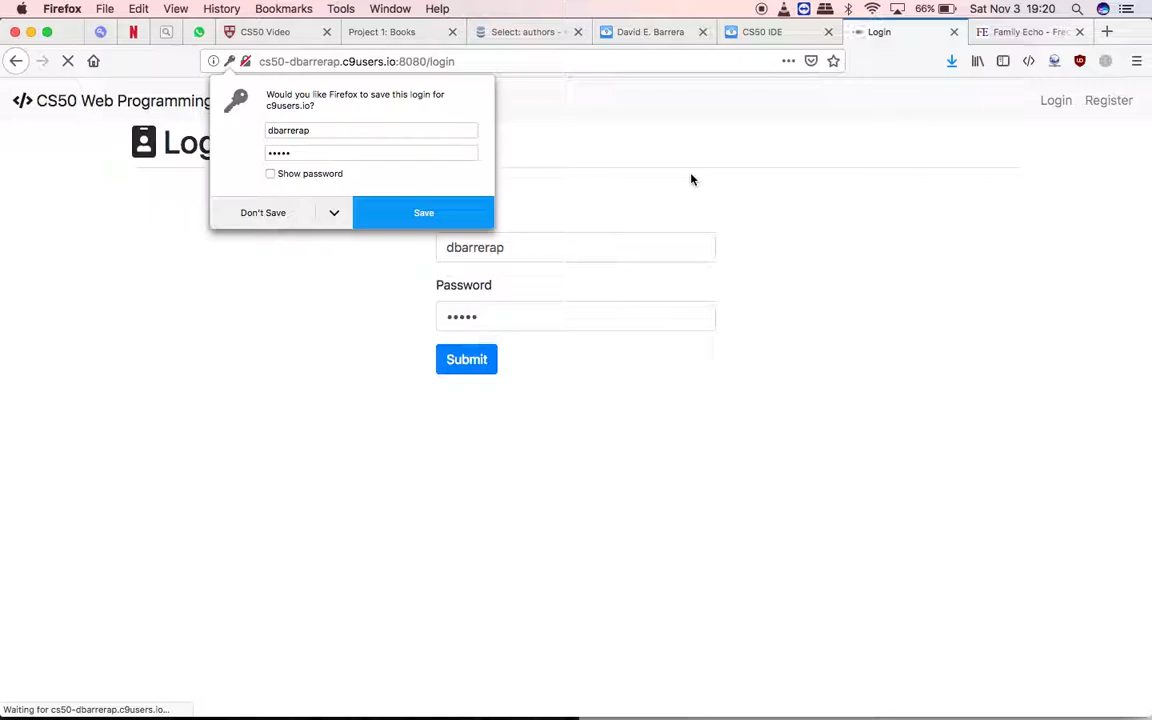 Firefox File Edit View History Bookmarks Tools Window Help 66% Sat Nov 3 19:20
CS50 Video Project 1: Books Select: authors - David E. Barrera CS50 IDE Login Family Echo - Fre
cs50-dbarrerap.c9users.io:8080/login
</> CS50 Web Programming Login Register
Would you like Firefox to save this login for
c9users.io?
dbarrerap
•••••
Show password
Don't Save Save
Log
dbarrerap
Password
•••••
Submit
Waiting for cs50-dbarrerap.c9users.io...